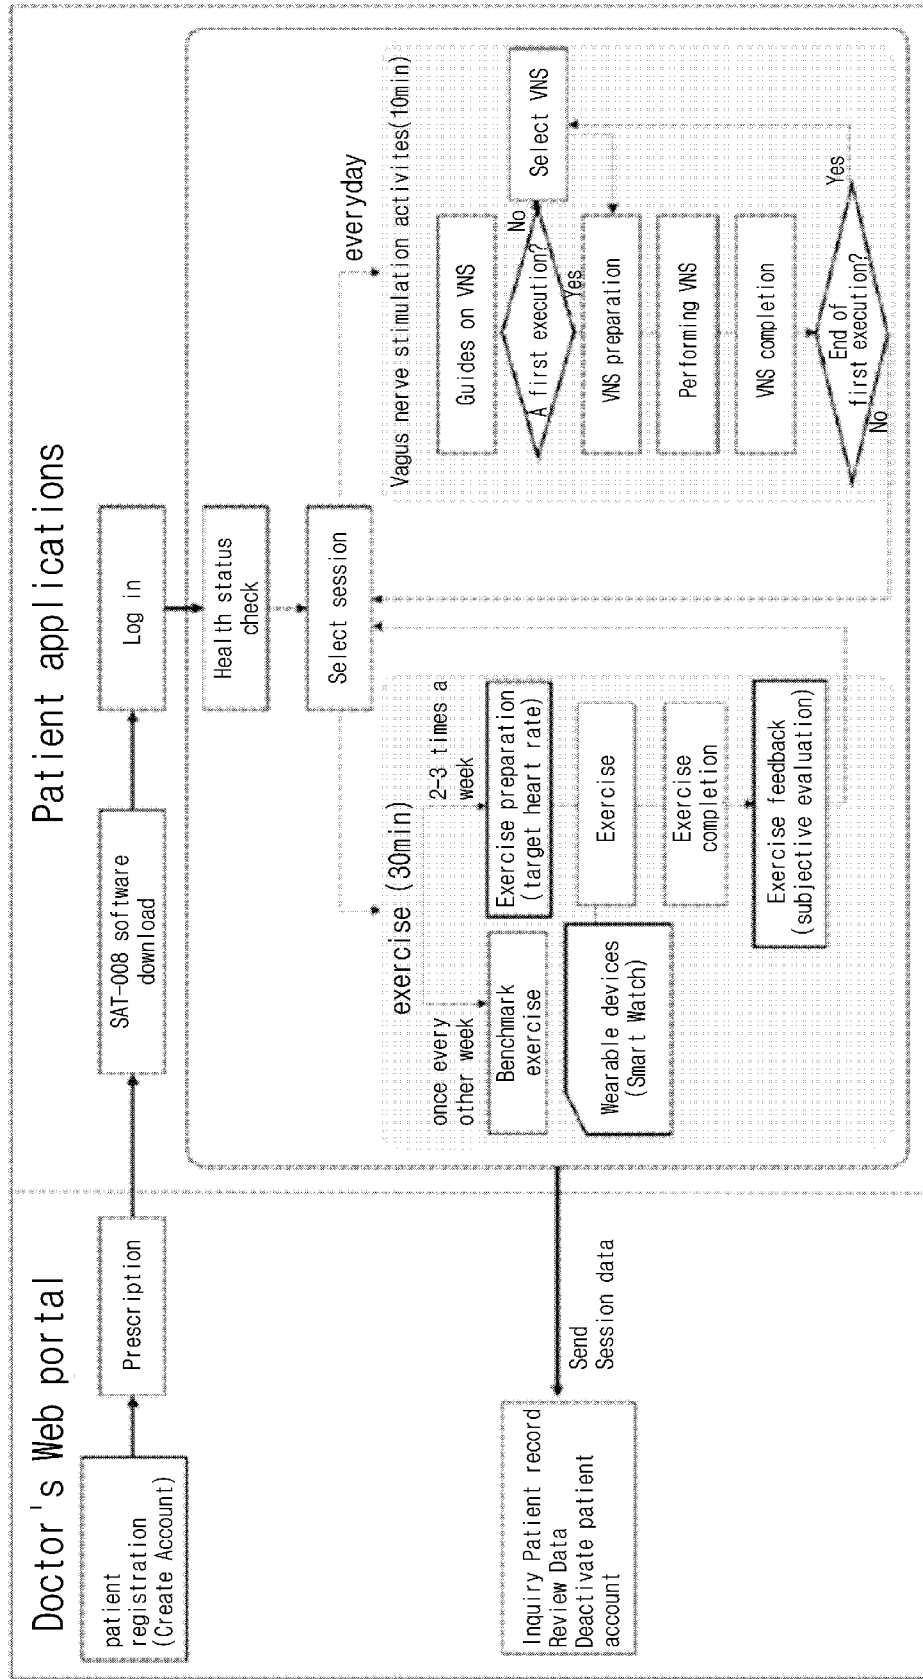 Doctor's Web portal
patient
registration
(Create Account)
Prescription
Inquiry Patient record
Review Data
Deactivate patient
account
Send
Session data
Patient applications
SAT-008 software
download
Log in
Health status
check
Select session
exercise (30min)
once every
other week
2-3 times a
week
Benchmark
exercise
Exercise preparation
(target heart rate)
Wearable devices
(Smart Watch)
Exercise
Exercise
completion
Exercise feedback
(subjective evaluation)
everyday
Vagus nerve stimulation activites(10min)
Guides on VNS
A first execution?
No
Select VNS
Yes
VNS preparation
Performing VNS
VNS completion
End of
first execution?
Yes
No